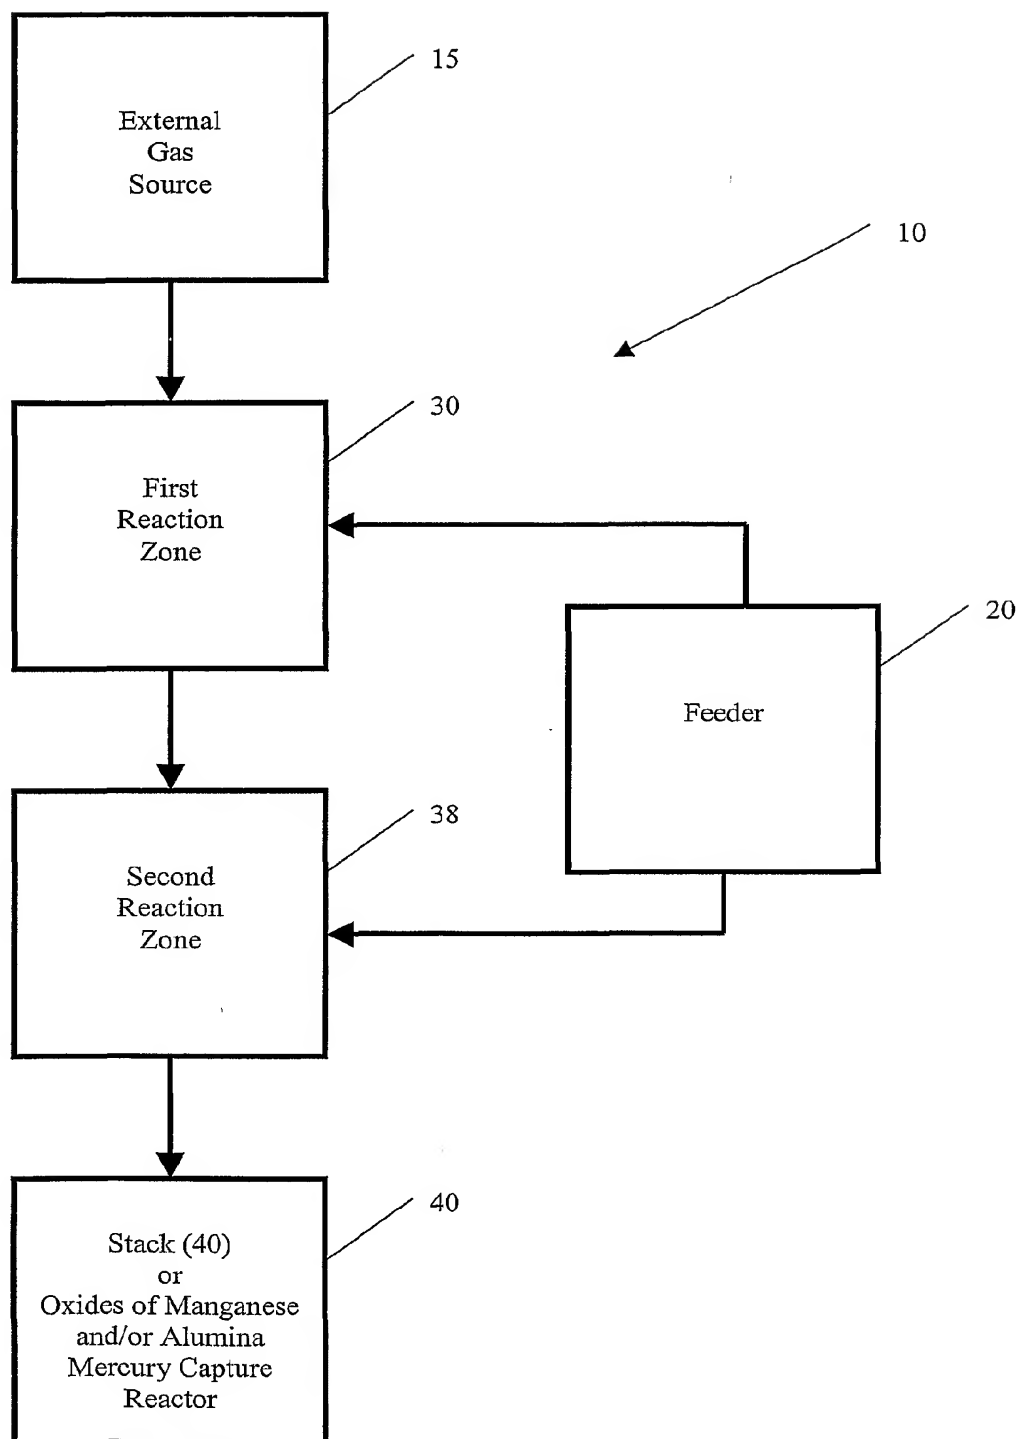 15
External
Gas
Source
10
30
First
Reaction
Zone
20
Feeder
38
Second
Reaction
Zone
40
Stack (40)
or
Oxides of Manganese
and/or Alumina
Mercury Capture
Reactor